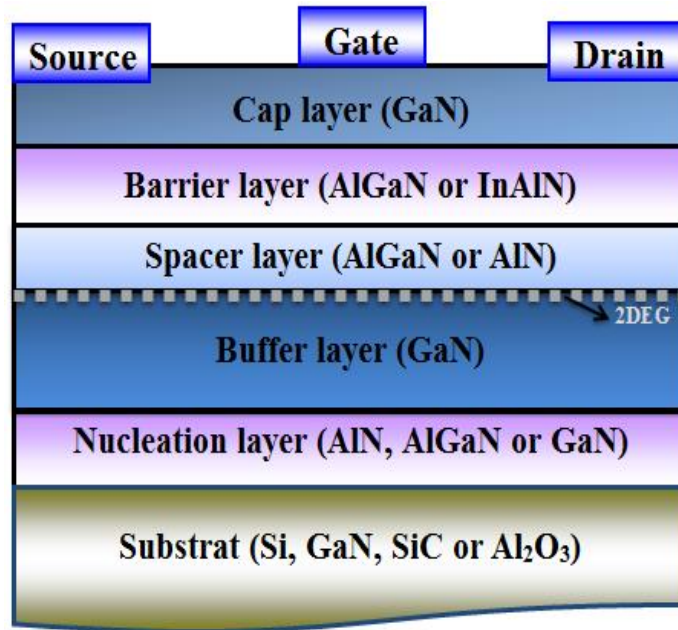 Source
Gate
Drain
Cap layer (GaN)
Barrier layer (AlGaN or InAlN)
Spacer layer (AlGaN or AlN)
2DEG
Buffer layer (GaN)
Nucleation layer (AlN, AlGaN or GaN)
Substrat (Si, GaN, SiC or Al₂O₃)